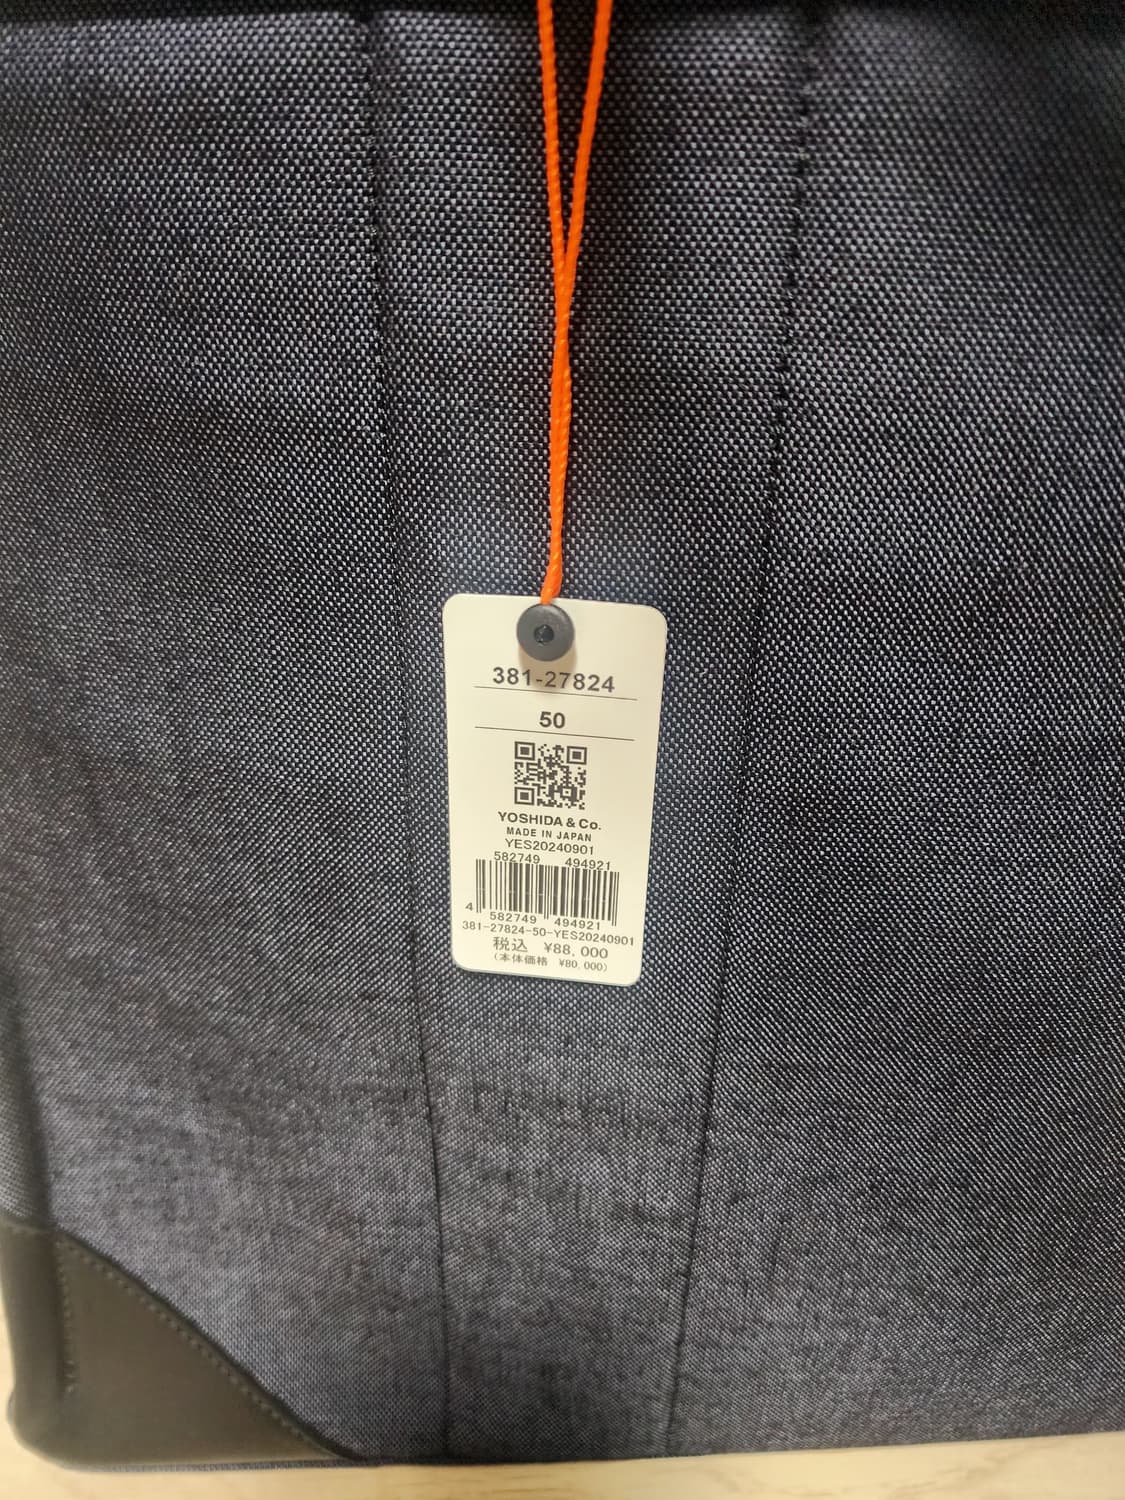 381-27824
50
YOSHIDA & Co.
MADE IN JAPAN
YES20240901
582749 494921
4 582749 494921
381-27824-50-YES20240901
税込 ¥88,000
(本体価格 ¥80,000)